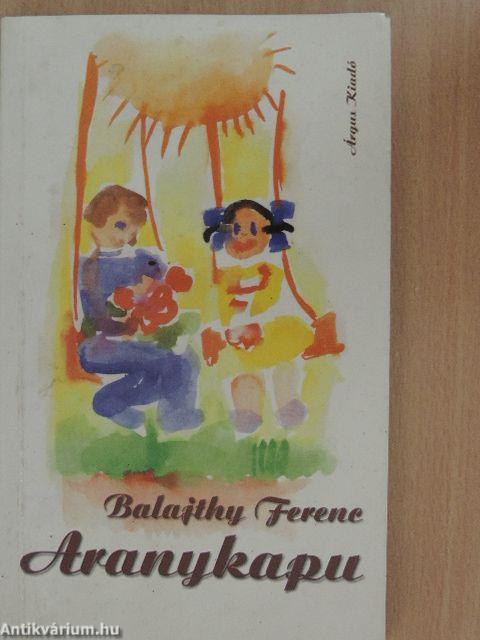 Árgus Kiadó
Balajthy Ferenc
Aranykapu
Antikvárium.hu